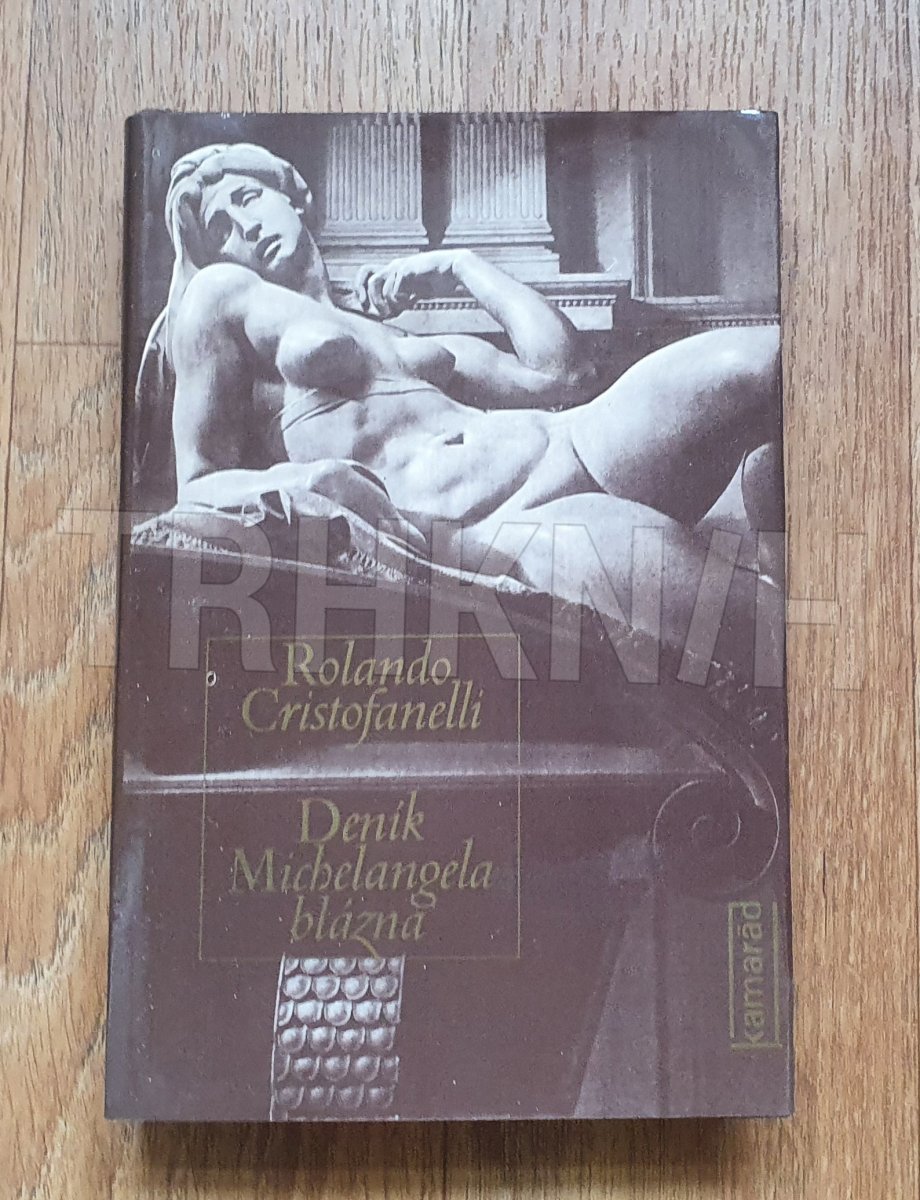 TRHKNIH
Rolando
Cristofanelli
Deník
Michelangela
blázna
kamarád